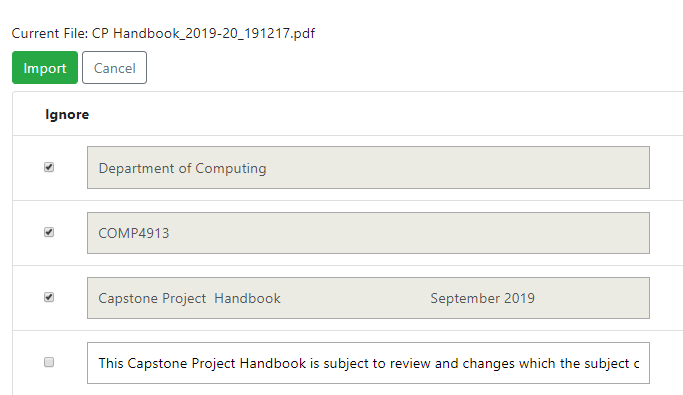 Current File: CP Handbook_2019-20_191217.pdf
Import Cancel
Ignore
Department of Computing
COMP4913
Capstone Project  Handbook September 2019
This Capstone Project Handbook is subject to review and changes which the subject c